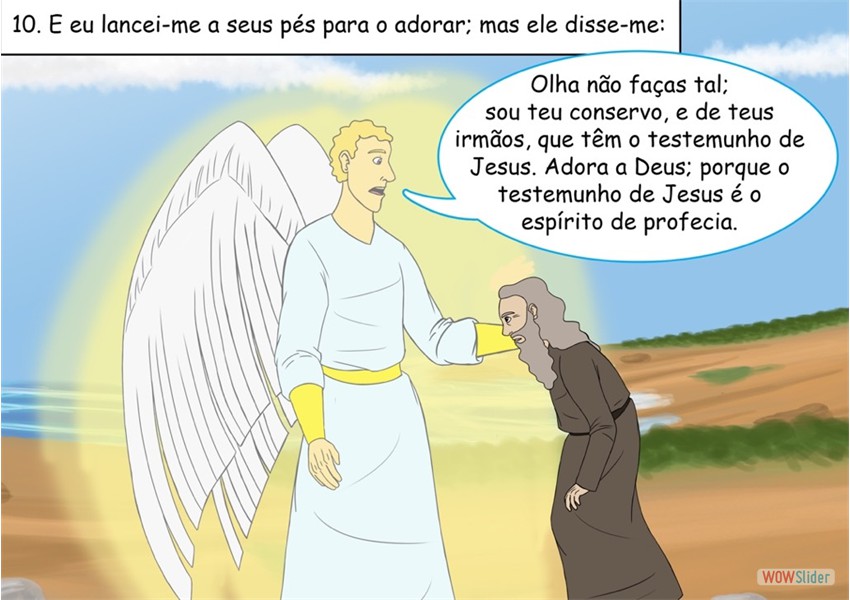 10. E eu lancei-me a seus pés para o adorar; mas ele disse-me:
Olha não faças tal;
sou teu conservo, e de teus
irmãos, que têm o testemunho de
Jesus. Adora a Deus; porque o
testemunho de Jesus é o
espírito de profecia.
WOWSlider